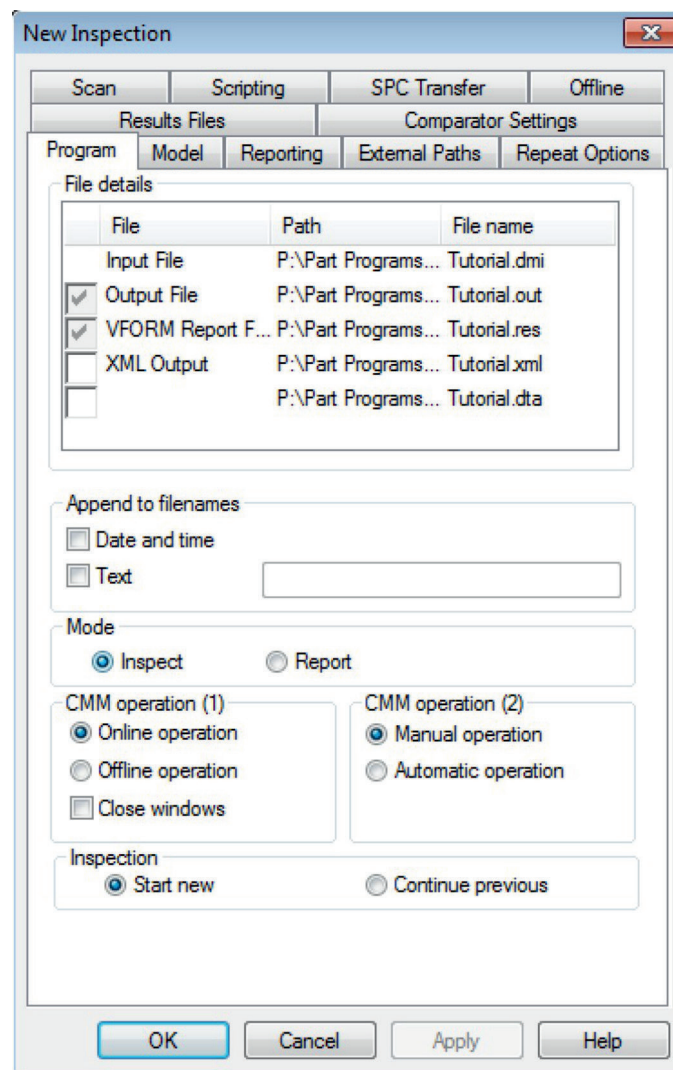 New Inspection
Scan Scripting SPC Transfer Offline
Results Files Comparator Settings
Program Model Reporting External Paths Repeat Options
File details
File Path File name
Input File P:\Part Programs... Tutorial.dmi
Output File P:\Part Programs... Tutorial.out
VFORM Report F... P:\Part Programs... Tutorial.res
XML Output P:\Part Programs... Tutorial.xml
P:\Part Programs... Tutorial.dta
Append to filenames
Date and time
Text
Mode
Inspect Report
CMM operation (1) CMM operation (2)
Online operation Manual operation
Offline operation Automatic operation
Close windows
Inspection
Start new Continue previous
OK Cancel Apply Help